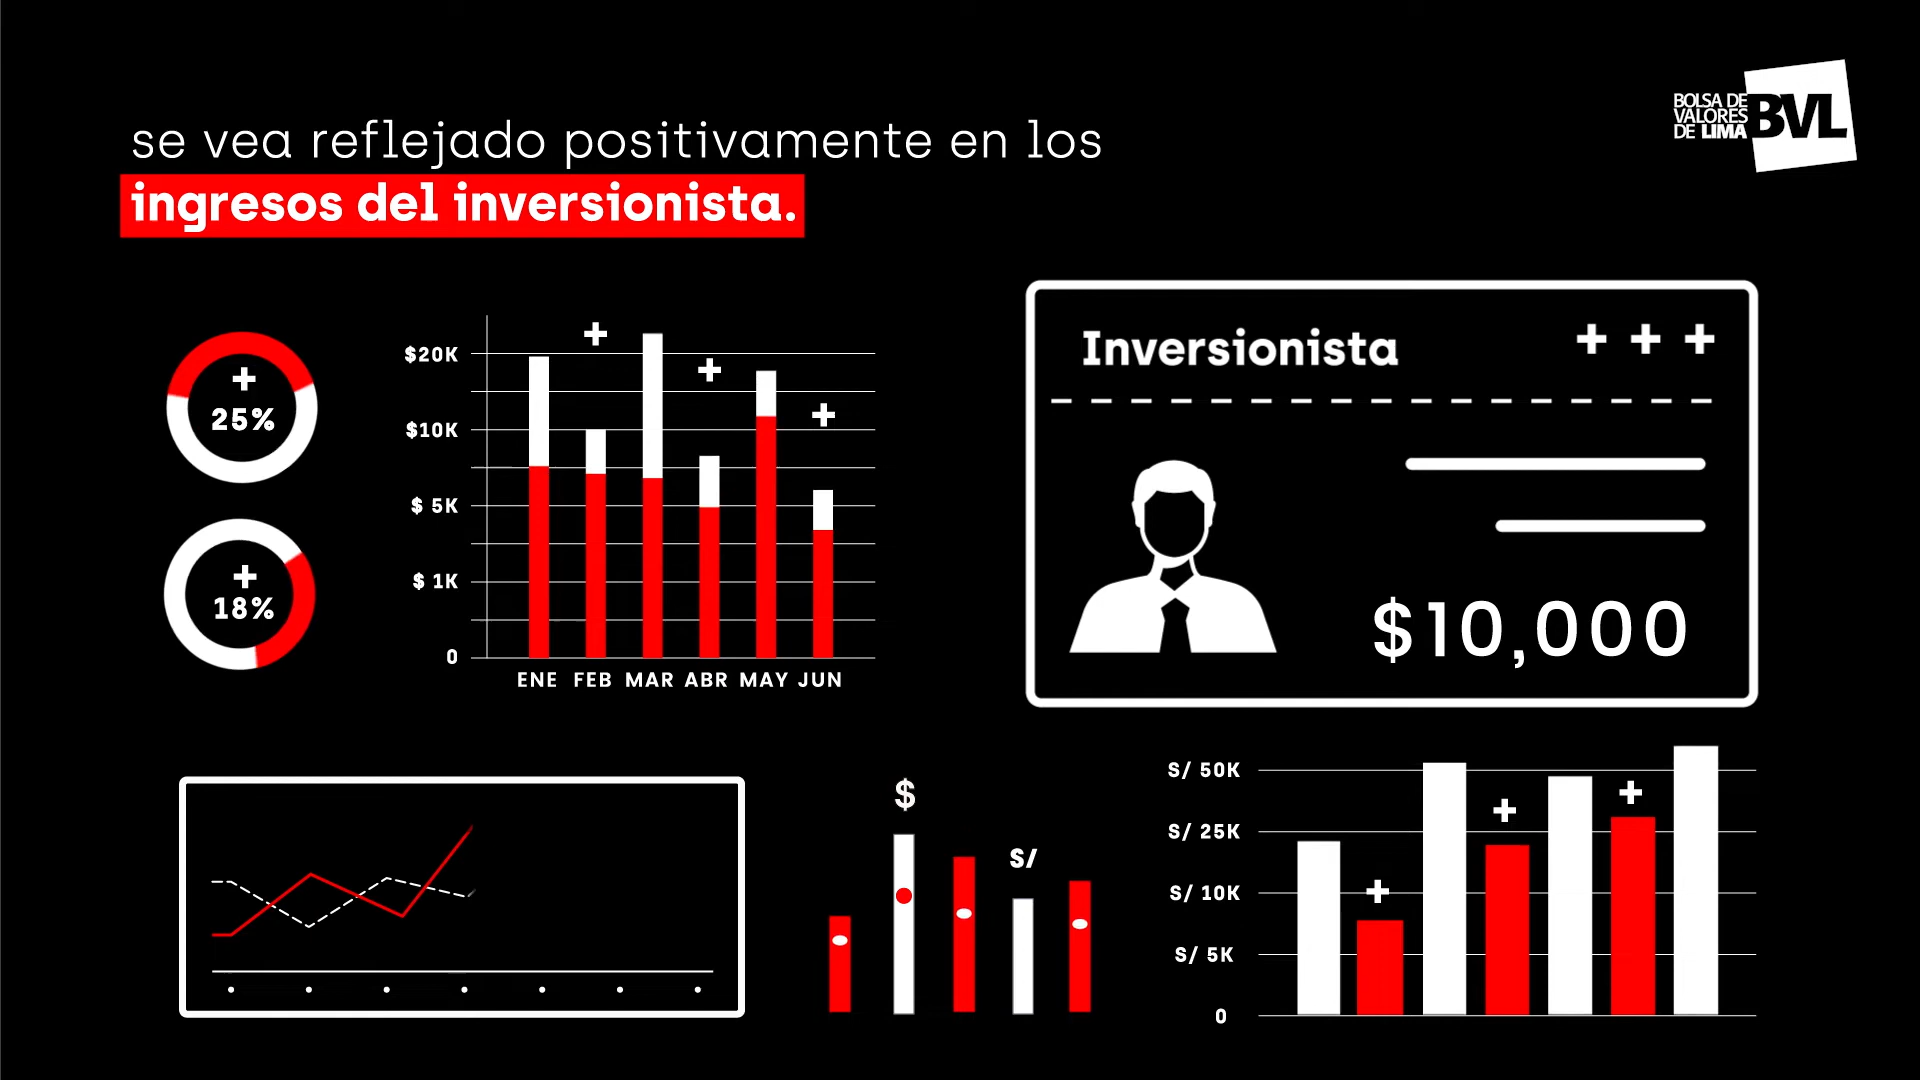 se vea reflejado positivamente en los
ingresos del inversionista.
BOLSA DE
VALORES
DE LIMA
BVL
+
25%
+
18%
$20K
$10K
$ 5K
$ 1K
0
+
+
+
ENE FEB MAR ABR MAY JUN
Inversionista
+ + +
$10,000
$
S/
S/ 50K
S/ 25K
S/ 10K
S/ 5K
0
+
+
+